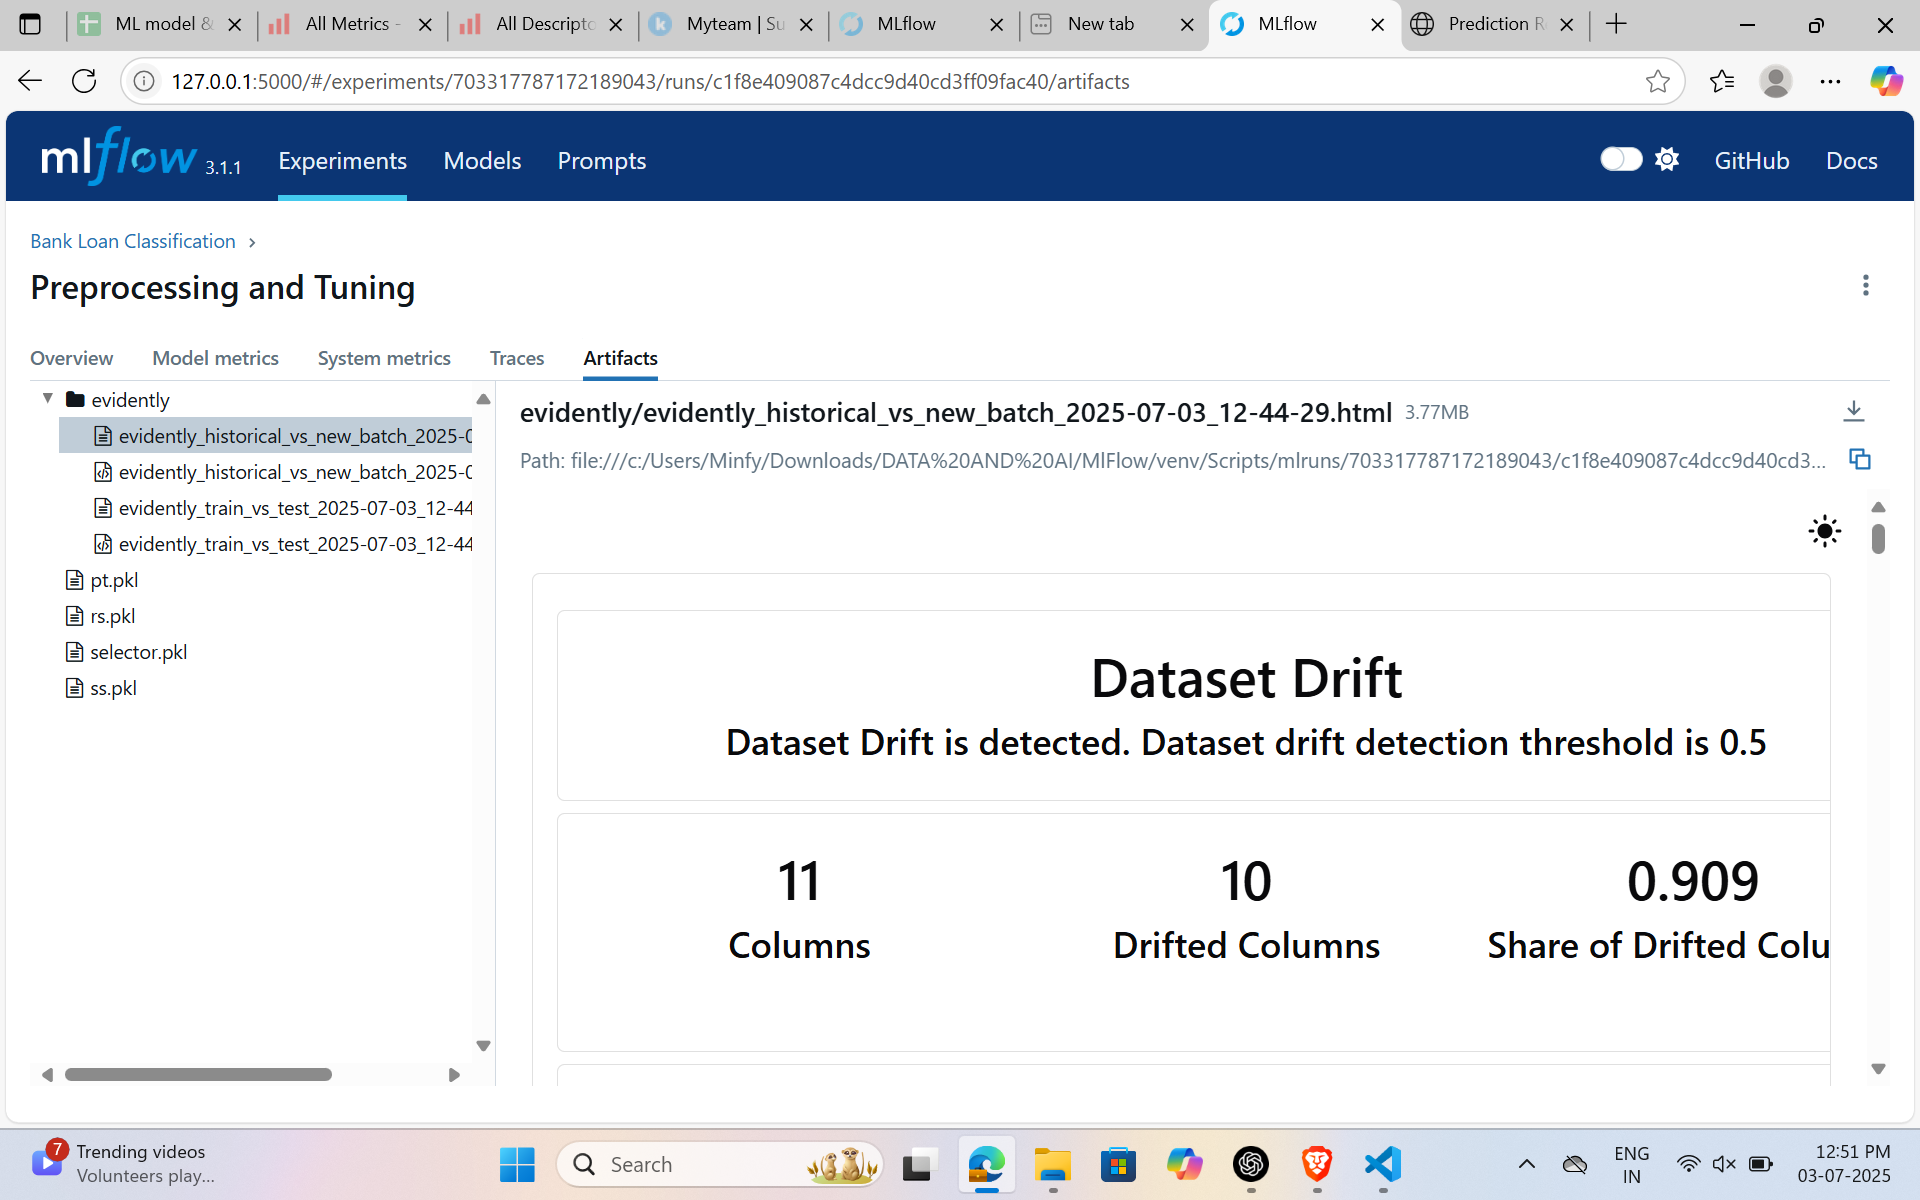 ML model &
All Metrics -
All Descripto
Myteam | Su
MLflow
New tab
MLflow
Prediction Re
127.0.0.1:5000/#/experiments/703317787172189043/runs/c1f8e409087c4dcc9d40cd3ff09fac40/artifacts
mlflow 3.1.1
Experiments
Models
Prompts
GitHub
Docs
Bank Loan Classification
Preprocessing and Tuning
Overview
Model metrics
System metrics
Traces
Artifacts
evidently
evidently_historical_vs_new_batch_2025-0
evidently_historical_vs_new_batch_2025-0
evidently_train_vs_test_2025-07-03_12-44
evidently_train_vs_test_2025-07-03_12-44
pt.pkl
rs.pkl
selector.pkl
ss.pkl
evidently/evidently_historical_vs_new_batch_2025-07-03_12-44-29.html 3.77MB
Path: file:///c:/Users/Minfy/Downloads/DATA%20AND%20AI/MlFlow/venv/Scripts/mlruns/703317787172189043/c1f8e409087c4dcc9d40cd3...
Dataset Drift
Dataset Drift is detected. Dataset drift detection threshold is 0.5
11
Columns
10
Drifted Columns
0.909
Share of Drifted Colu
7
Trending videos
Volunteers play...
Search
ENG
IN
12:51 PM
03-07-2025